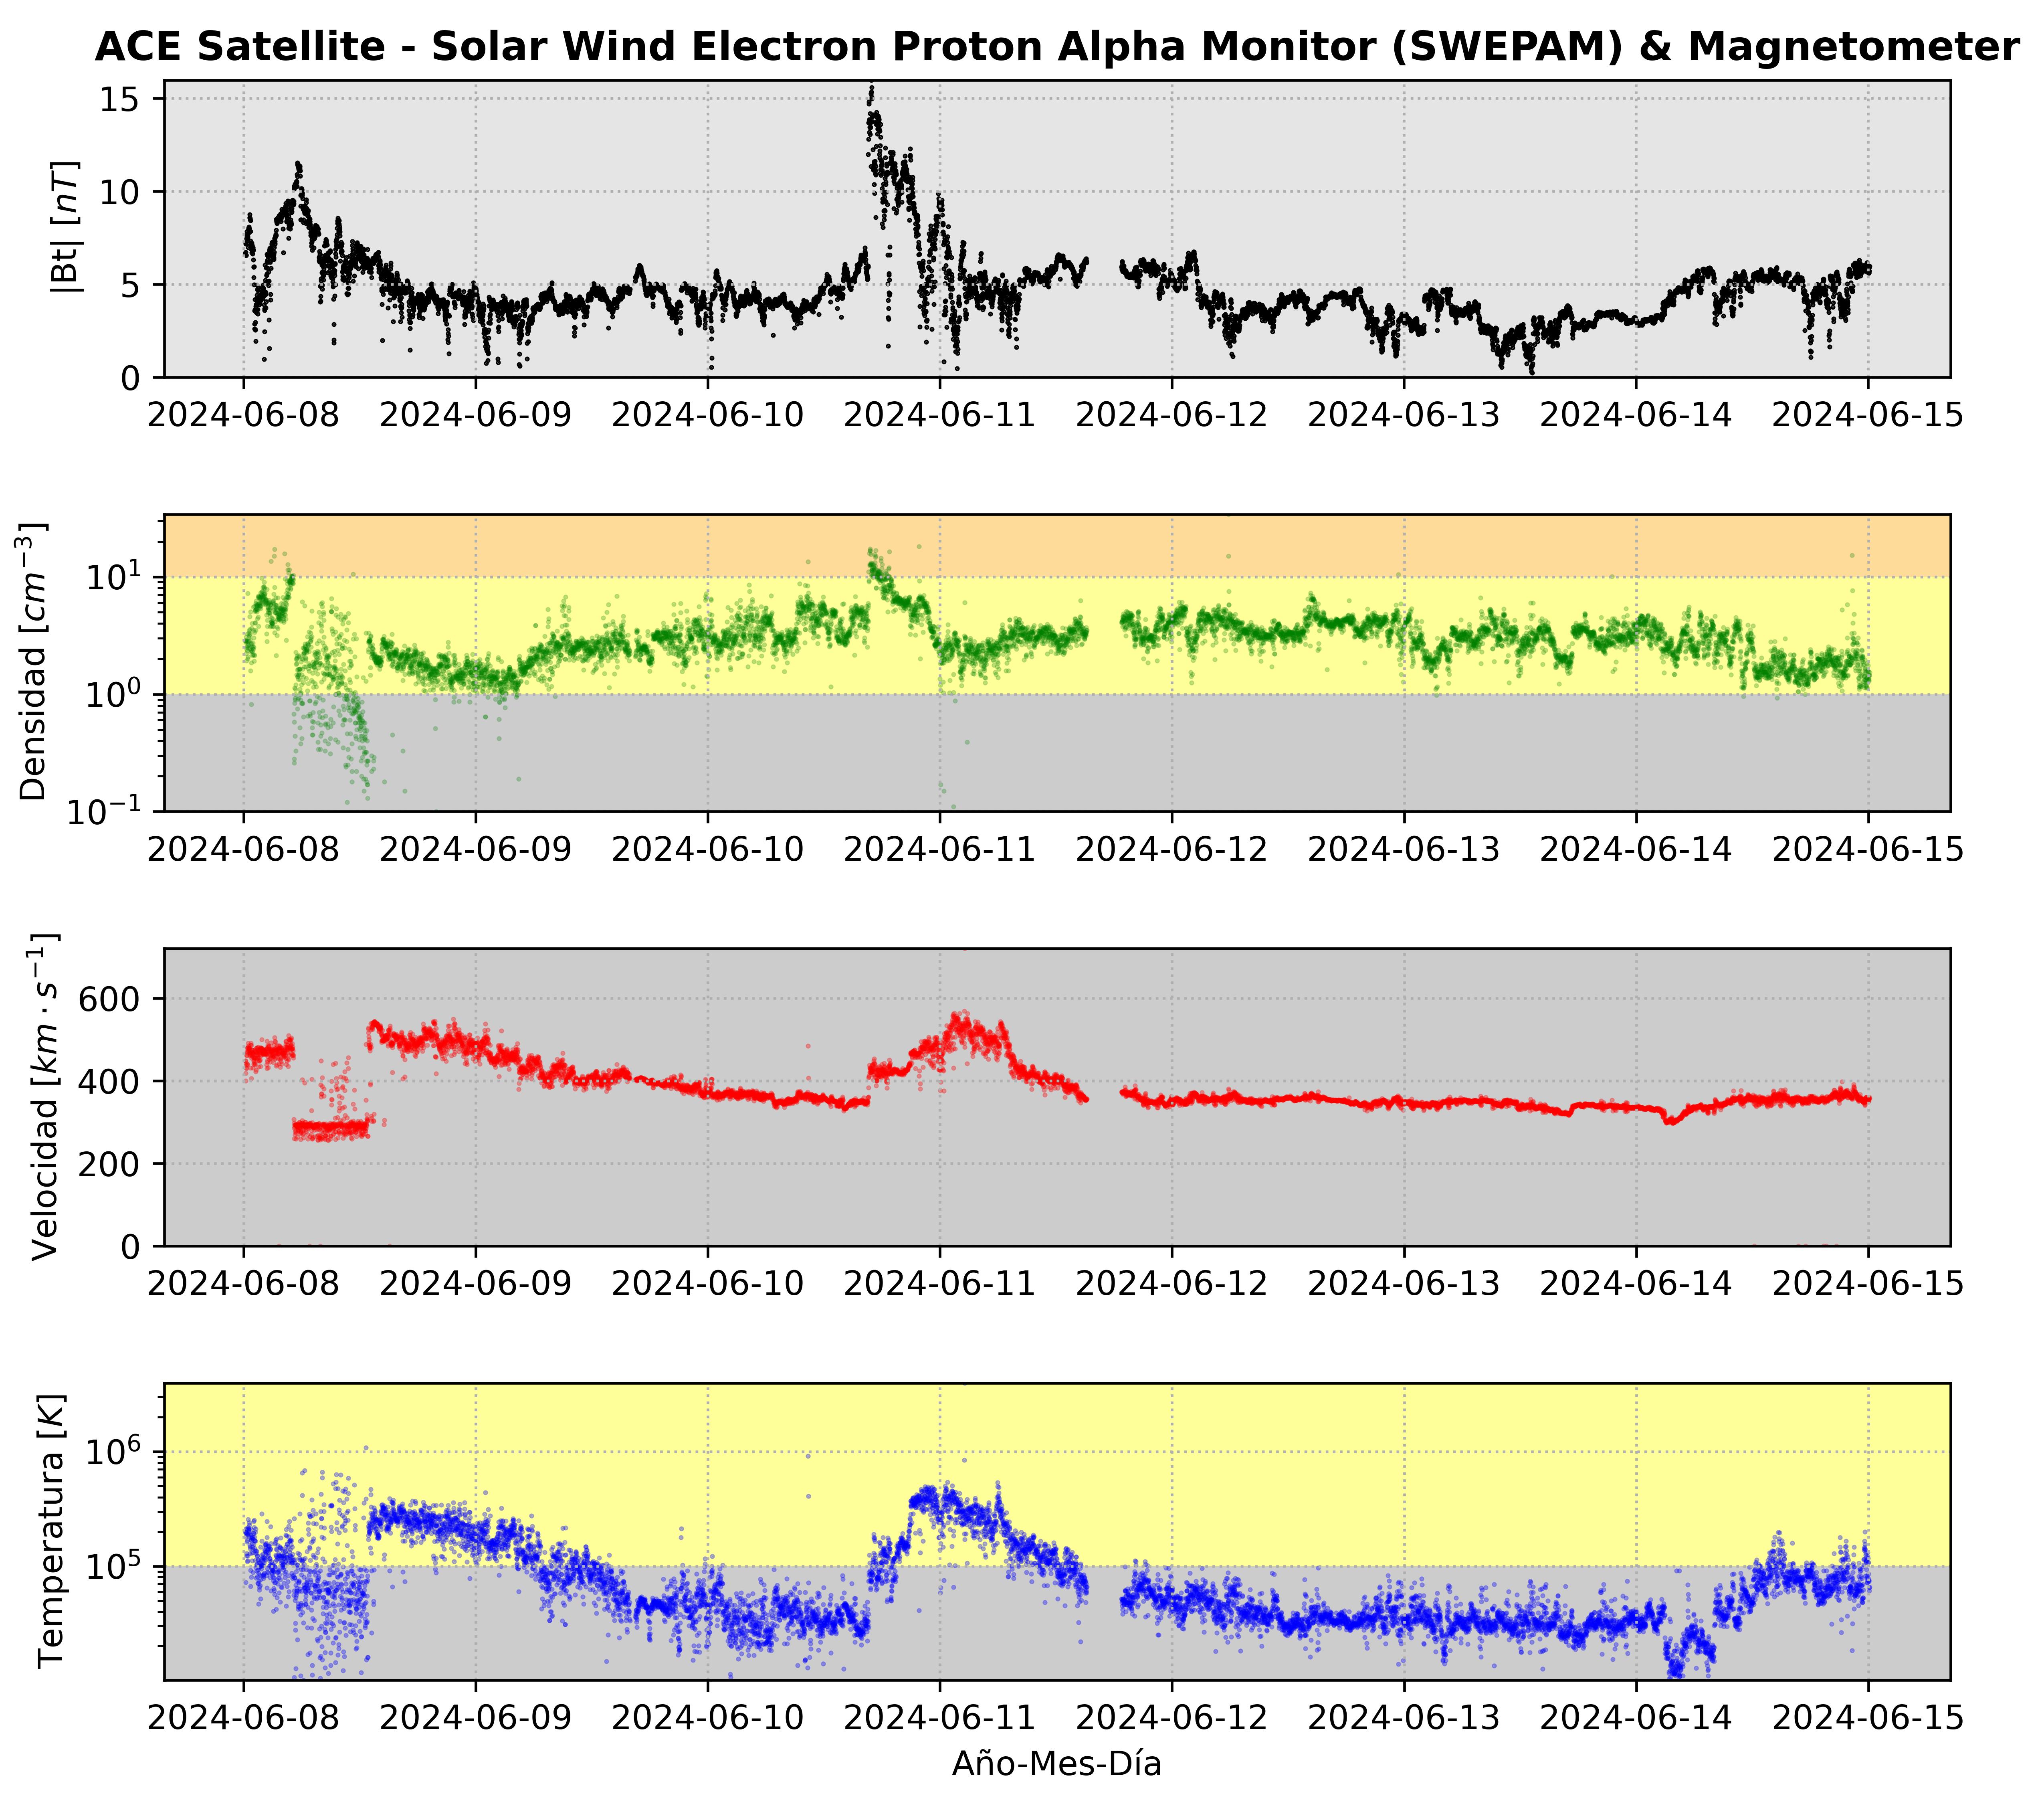 ACE Satellite - Solar Wind Electron Proton Alpha Monitor (SWEPAM) & Magnetometer
|Bt| [nT]
15
10
5
0
2024-06-08 2024-06-09 2024-06-10 2024-06-11 2024-06-12 2024-06-13 2024-06-14 2024-06-15
Densidad [cm⁻³]
10¹
10⁰
10⁻¹
2024-06-08 2024-06-09 2024-06-10 2024-06-11 2024-06-12 2024-06-13 2024-06-14 2024-06-15
Velocidad [km · s⁻¹]
600
400
200
0
2024-06-08 2024-06-09 2024-06-10 2024-06-11 2024-06-12 2024-06-13 2024-06-14 2024-06-15
Temperatura [K]
10⁶
10⁵
2024-06-08 2024-06-09 2024-06-10 2024-06-11 2024-06-12 2024-06-13 2024-06-14 2024-06-15
Año-Mes-Día